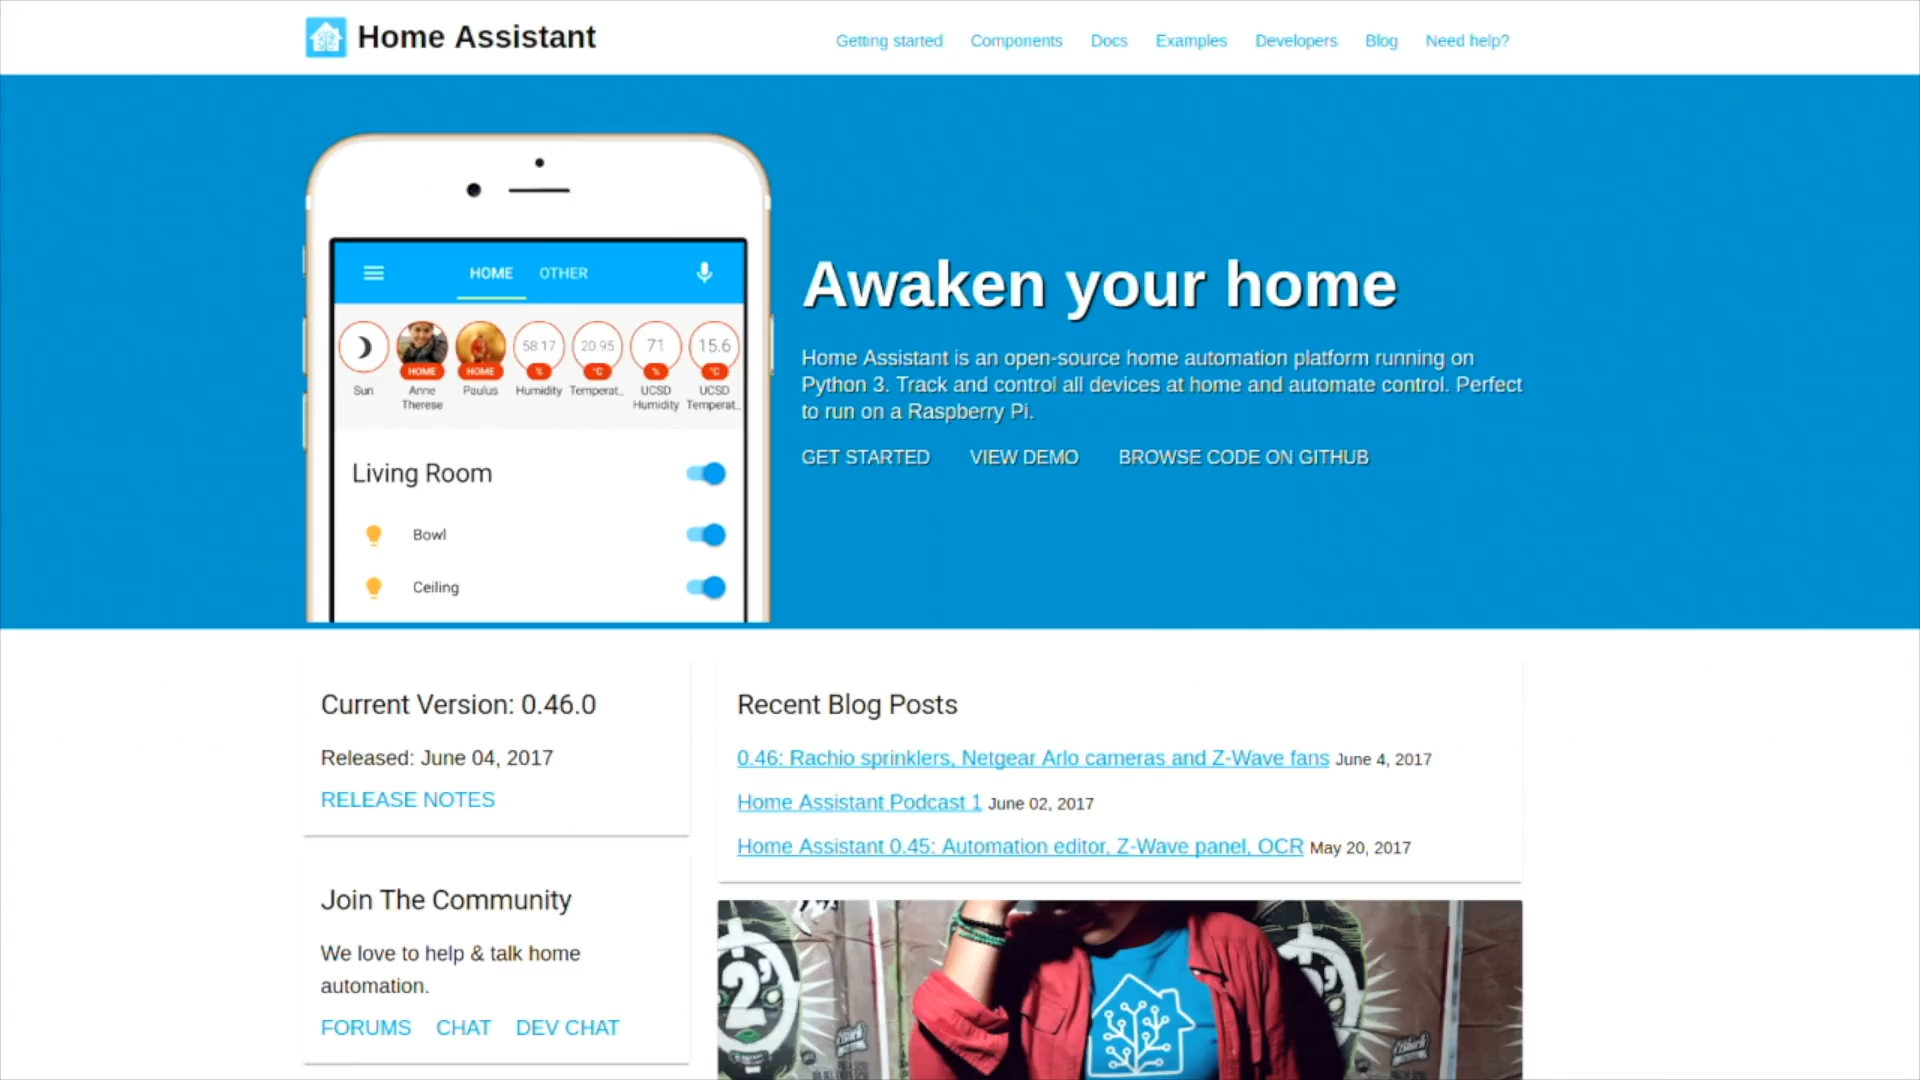 Home Assistant
Getting started Components Docs Examples Developers Blog Need help?
HOME OTHER
58 17 20 95 71 15.6
HOME HOME % °C % °C
Sun Anne Therese Paulus Humidity Temperat... UCSD Humidity UCSD Temperat...
Living Room
Bowl
Ceiling
Awaken your home
Home Assistant is an open-source home automation platform running on
Python 3. Track and control all devices at home and automate control. Perfect
to run on a Raspberry Pi.
GET STARTED VIEW DEMO BROWSE CODE ON GITHUB
Current Version: 0.46.0
Released: June 04, 2017
RELEASE NOTES
Join The Community
We love to help & talk home
automation.
FORUMS CHAT DEV CHAT
Recent Blog Posts
0.46: Rachio sprinklers, Netgear Arlo cameras and Z-Wave fans June 4, 2017
Home Assistant Podcast 1 June 02, 2017
Home Assistant 0.45: Automation editor, Z-Wave panel, OCR May 20, 2017